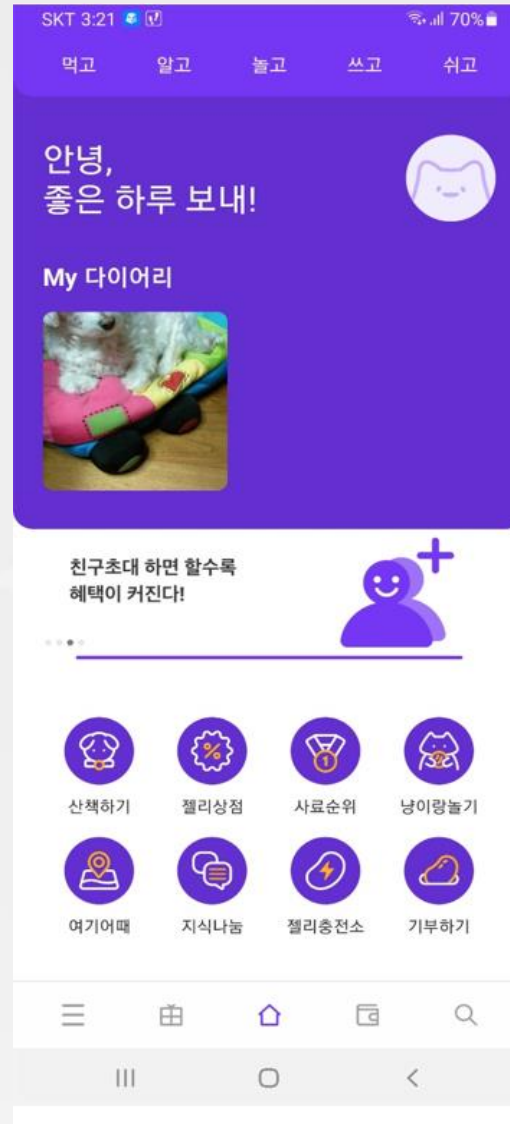 SKT 3:21 70%
먹고 알고 놀고 쓰고 쉬고
안녕,
좋은 하루 보내!
My 다이어리
친구초대 하면 할수록
혜택이 커진다!
산책하기 젤리상점 사료순위 냥이랑놀기
여기어때 지식나눔 젤리충전소 기부하기